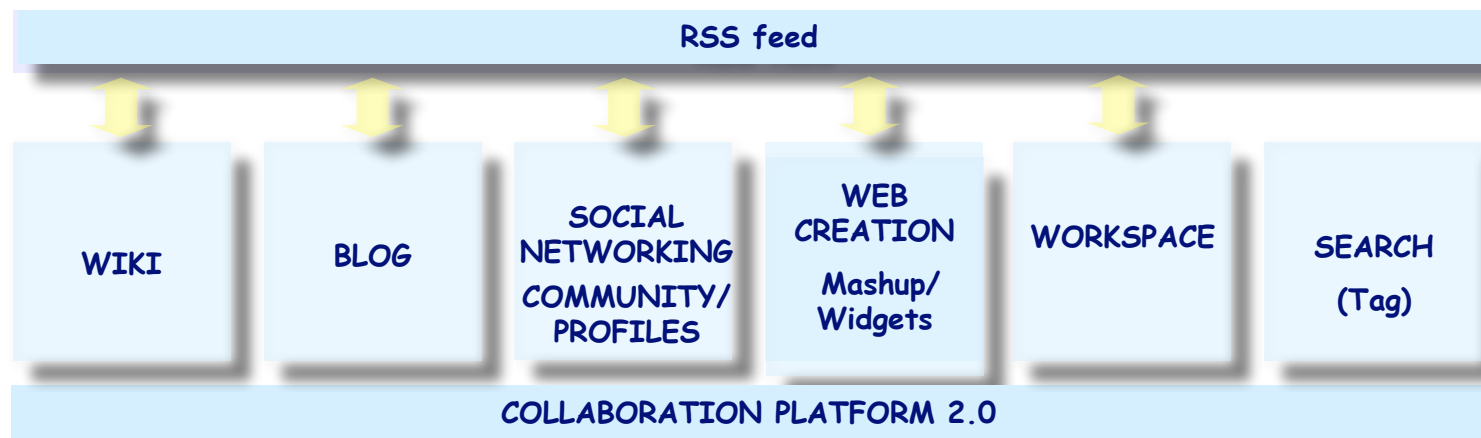 RSS feed
WIKI
BLOG
SOCIAL
NETWORKING
COMMUNITY/
PROFILES
WEB
CREATION
Mashup/
Widgets
WORKSPACE
SEARCH
(Tag)
COLLABORATION PLATFORM 2.0